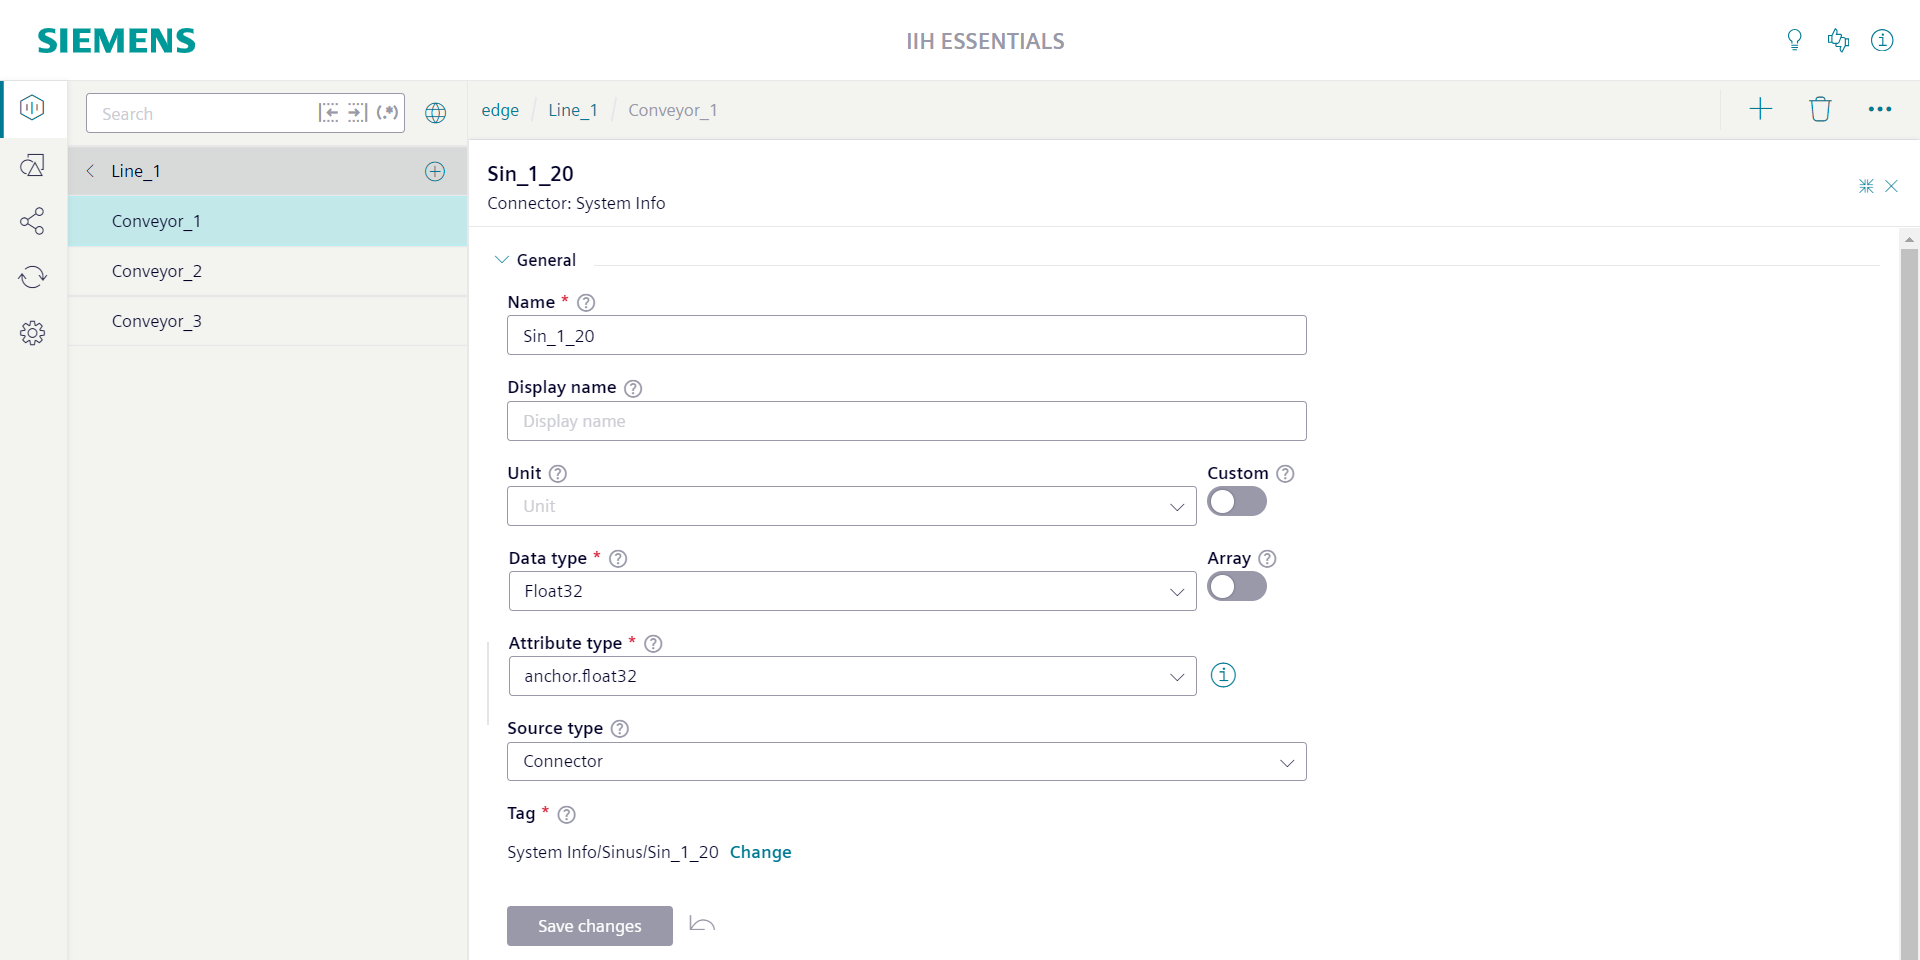 SIEMENS
IIH ESSENTIALS
Search
(.*)
edge
Line_1
Conveyor_1
Line_1
Conveyor_1
Conveyor_2
Conveyor_3
Sin_1_20
Connector: System Info
General
Name *
Sin_1_20
Display name
Display name
Unit
Custom
Unit
Data type *
Array
Float32
Attribute type *
anchor.float32
Source type
Connector
Tag *
System Info/Sinus/Sin_1_20 Change
Save changes